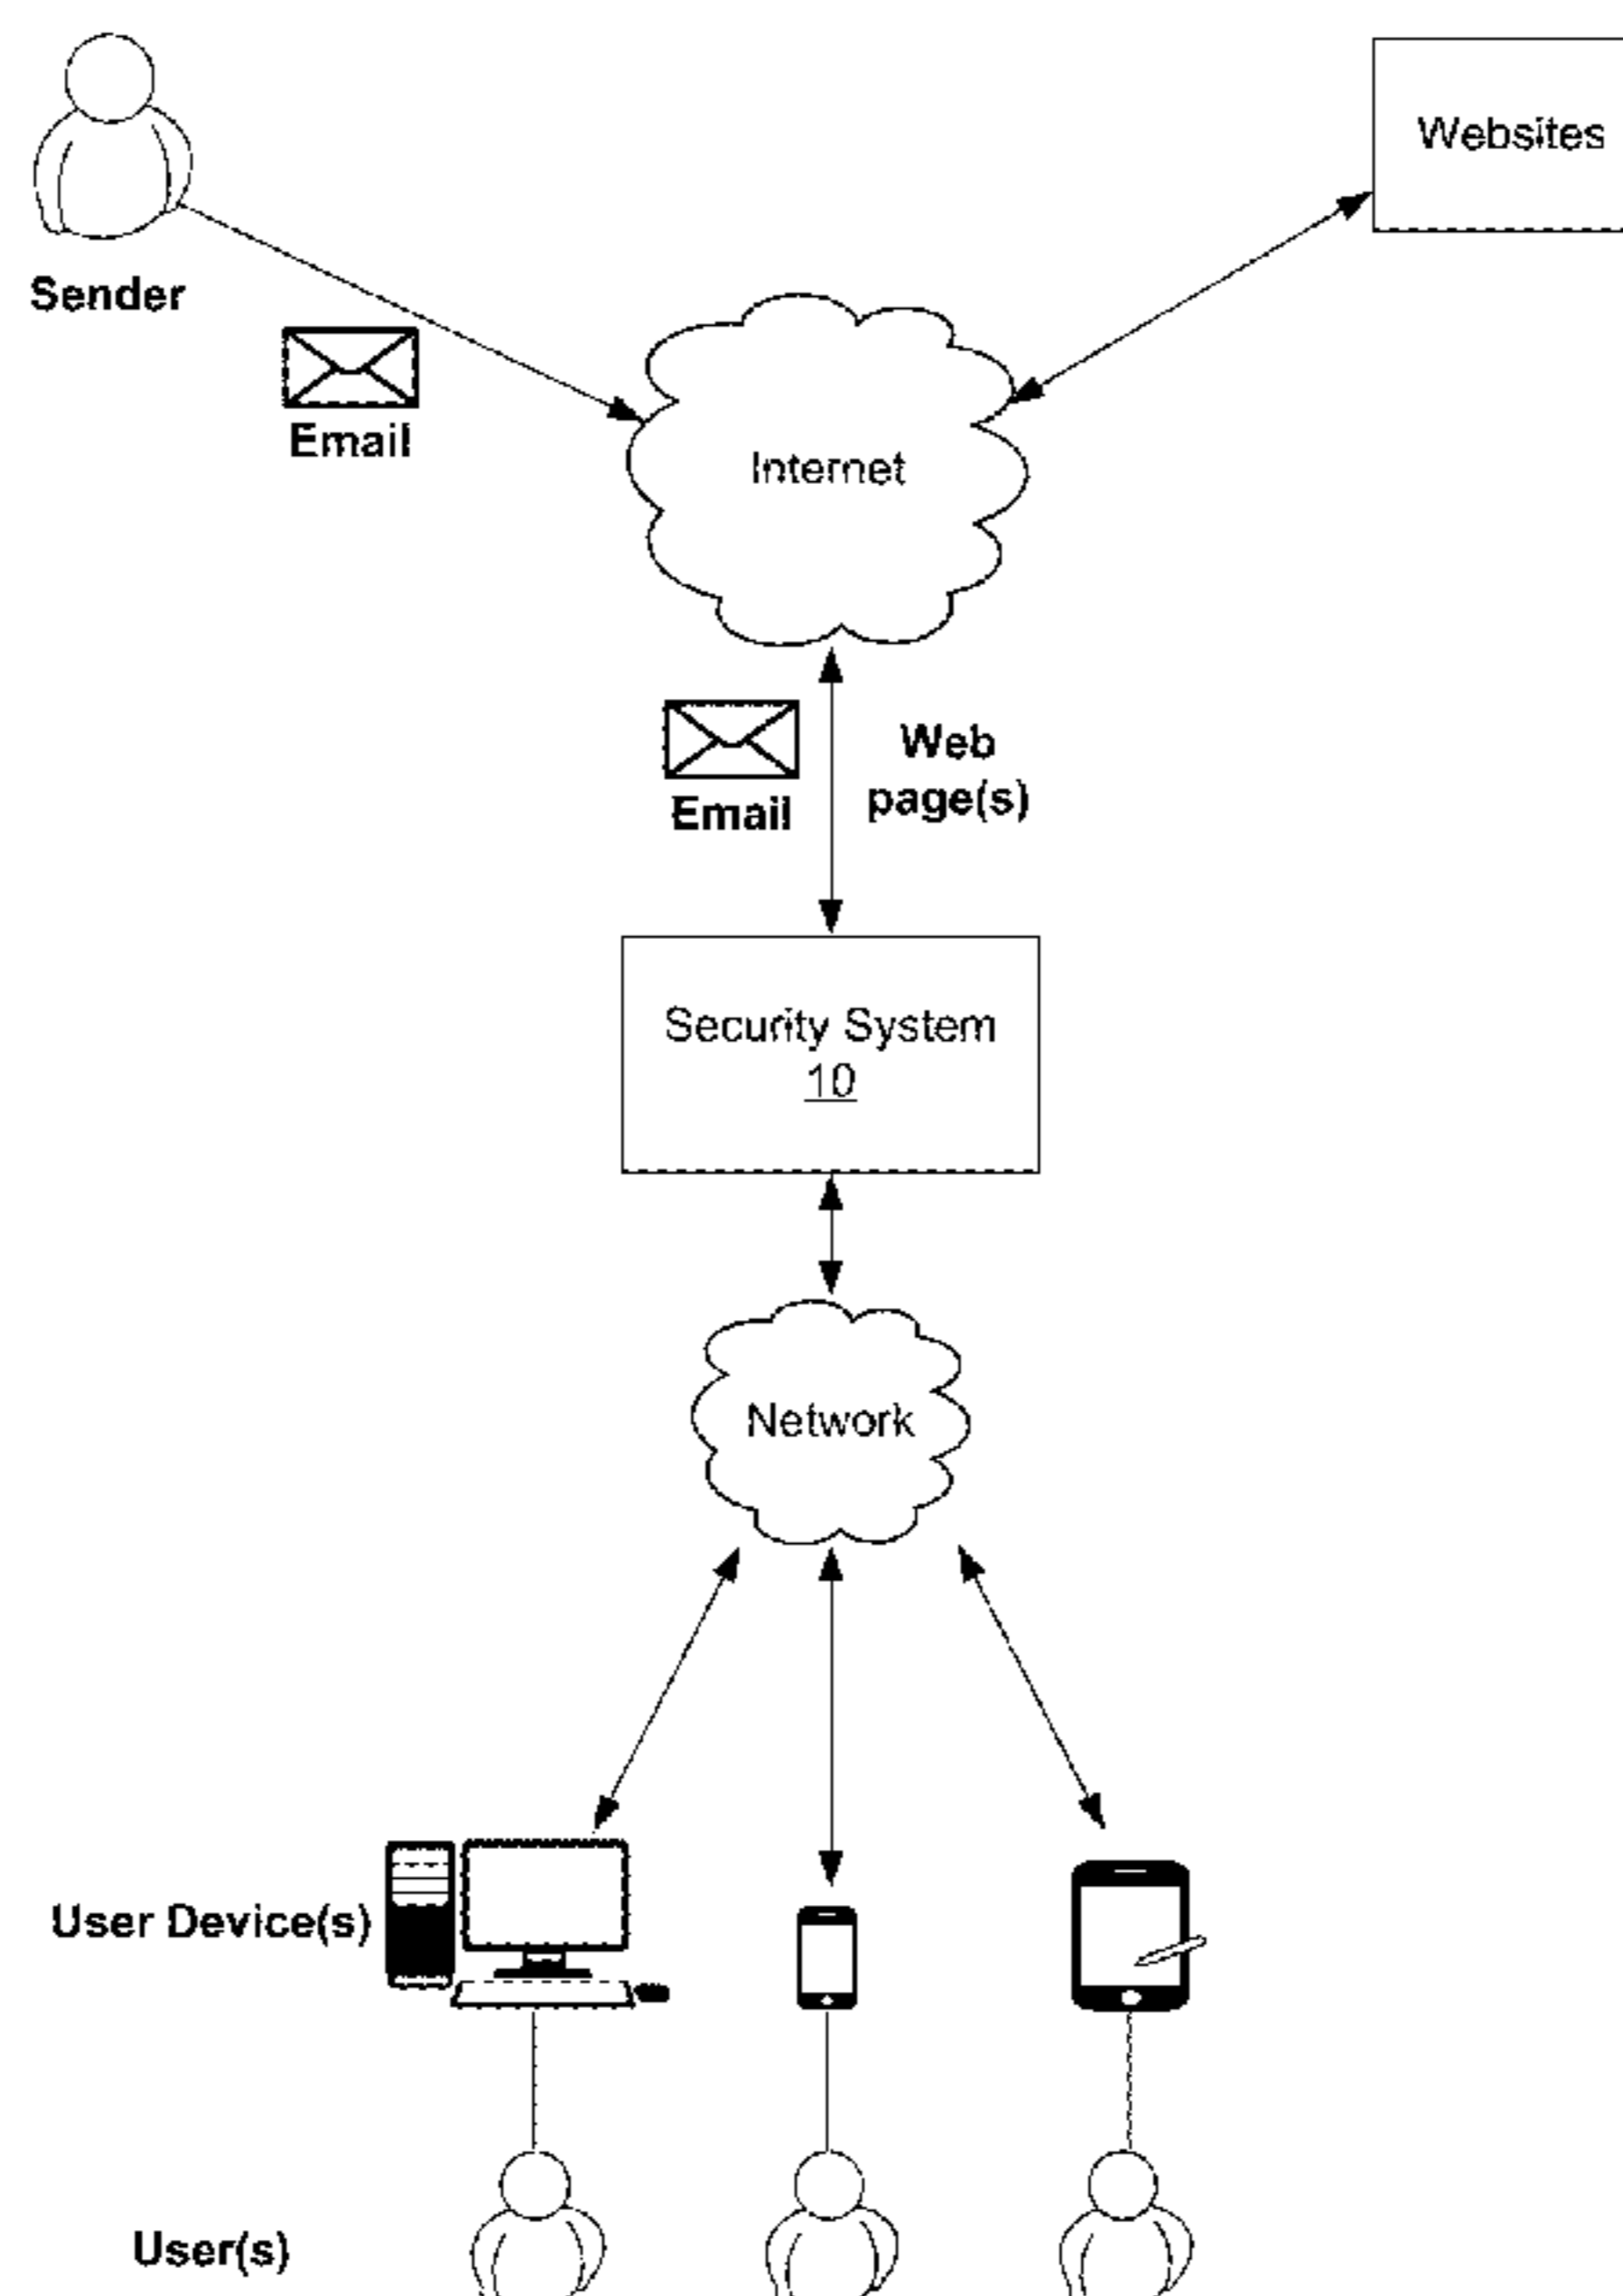 Websites
Sender
Email
Internet
Email
Web
page(s)
Security System
10
Network
User Device(s)
User(s)